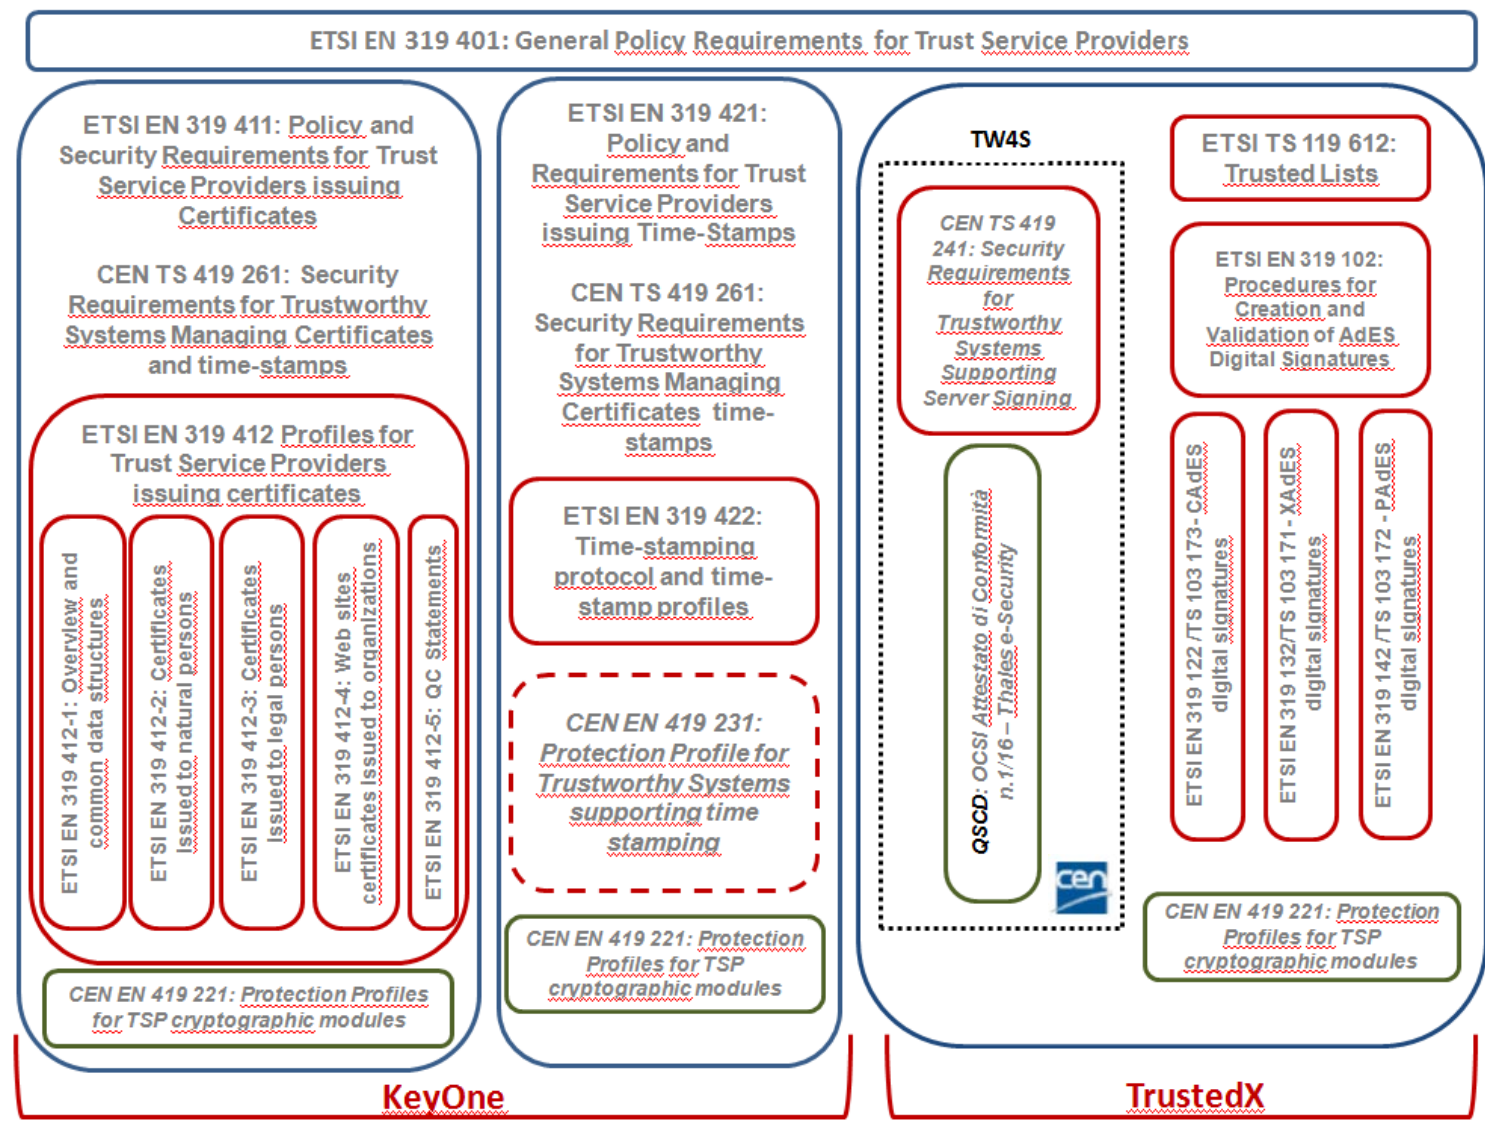 ETSI EN 319 401: General Policy Requirements for Trust Service Providers
ETSI EN 319 411: Policy and
Security Requirements for Trust
Service Providers issuing
Certificates
CEN TS 419 261: Security
Requirements for Trustworthy
Systems Managing Certificates
and time-stamps
ETSI EN 319 412 Profiles for
Trust Service Providers
issuing certificates
ETSI EN 319 412-1: Overview and
common data structures
ETSI EN 319 412-2: Certificates
Issued to natural persons
ETSI EN 319 412-3: Certificates
Issued to legal persons
ETSI EN 319 412-4: Web sites
certificates Issued to organizations
ETSI EN 319 412-5: QC Statements
CEN EN 419 221: Protection Profiles
for TSP cryptographic modules
ETSI EN 319 421:
Policy and
Requirements for Trust
Service Providers
issuing Time-Stamps
CEN TS 419 261:
Security Requirements
for Trustworthy
Systems Managing
Certificates time-
stamps
ETSI EN 319 422:
Time-stamping
protocol and time-
stamp profiles
CEN EN 419 231:
Protection Profile for
Trustworthy Systems
supporting time
stamping
CEN EN 419 221: Protection
Profiles for TSP
cryptographic modules
KeyOne
TW4S
CEN TS 419
241: Security
Requirements
for
Trustworthy
Systems
Supporting
Server Signing
QSCD: OCSI Attestato di Conformità
n.1/16 – Thales e-Security
cen
ETSI TS 119 612:
Trusted Lists
ETSI EN 319 102:
Procedures for
Creation and
Validation of AdES
Digital Signatures
ETSI EN 319 122 /TS 103 173- CAdES
digital signatures
ETSI EN 319 132/TS 103 171 - XAdES
digital signatures
ETSI EN 319 142 /TS 103 172 - PAdES
digital signatures
CEN EN 419 221: Protection
Profiles for TSP
cryptographic modules
TrustedX